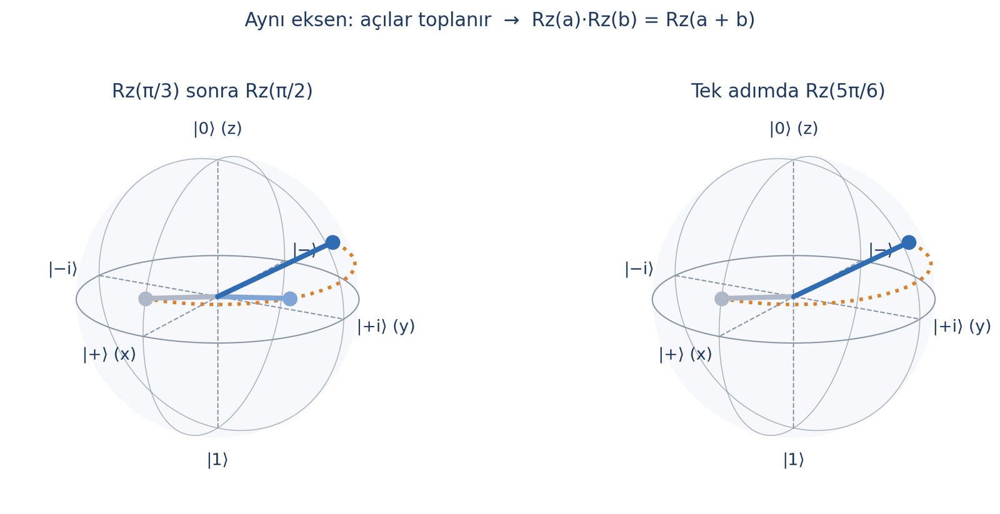 Aynı eksen: açılar toplanır → Rz(a)·Rz(b) = Rz(a + b)
Rz(π/3) sonra Rz(π/2)
|0⟩ (z)
|−⟩
|−i⟩
|+i⟩ (y)
|+⟩ (x)
|1⟩
Tek adımda Rz(5π/6)
|0⟩ (z)
|−⟩
|−i⟩
|+i⟩ (y)
|+⟩ (x)
|1⟩